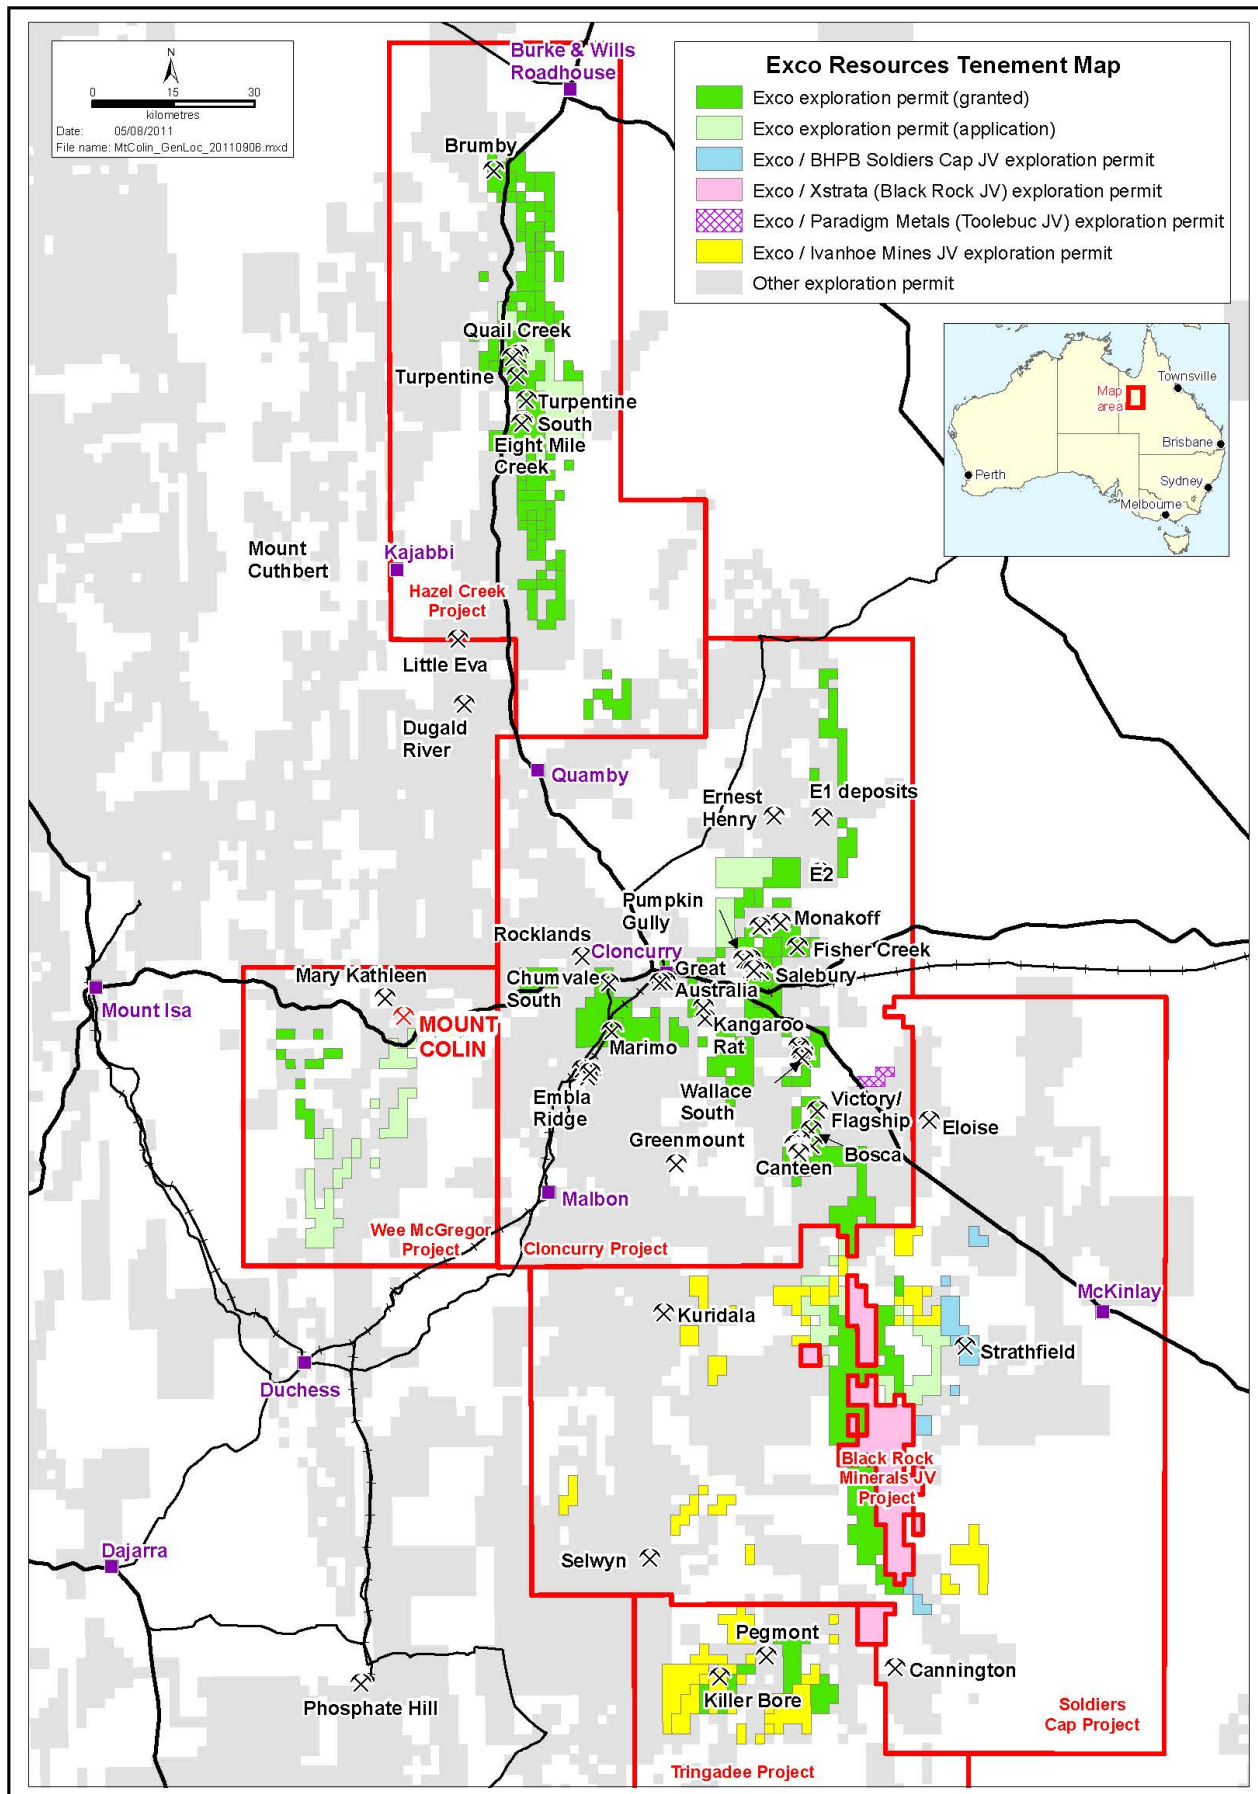 N
0 15 30
kilometres
Date: 05/08/2011
File name: MtColin_GenLoc_20110906.mxd
Burke & Wills
Roadhouse
Exco Resources Tenement Map
Exco exploration permit (granted)
Exco exploration permit (application)
Exco / BHPB Soldiers Cap JV exploration permit
Exco / Xstrata (Black Rock JV) exploration permit
Exco / Paradigm Metals (Toolebuc JV) exploration permit
Exco / Ivanhoe Mines JV exploration permit
Other exploration permit
Brumby
Quail Creek
Turpentine
Turpentine
South
Eight Mile
Creek
Map
area
Townsville
Brisbane
Perth
Sydney
Melbourne
Mount
Cuthbert
Kajabbi
Hazel Creek
Project
Little Eva
Dugald
River
Quamby
Ernest
Henry
E1 deposits
E2
Pumpkin
Gully
Monakoff
Rocklands
Cloncurry
Fisher Creek
Mary Kathleen
Chumvale
South
Great
Australia
Salebury
Mount Isa
MOUNT
COLIN
Marimo
Kangaroo
Rat
Embla
Ridge
Wallace
South
Victory/
Flagship
Eloise
Greenmount
Canteen
Bosca
Malbon
Wee McGregor
Project
Cloncurry Project
McKinlay
Kuridala
Strathfield
Duchess
Black Rock
Minerals JV
Project
Dajarra
Selwyn
Pegmont
Cannington
Killer Bore
Phosphate Hill
Soldiers
Cap Project
Tringadee Project